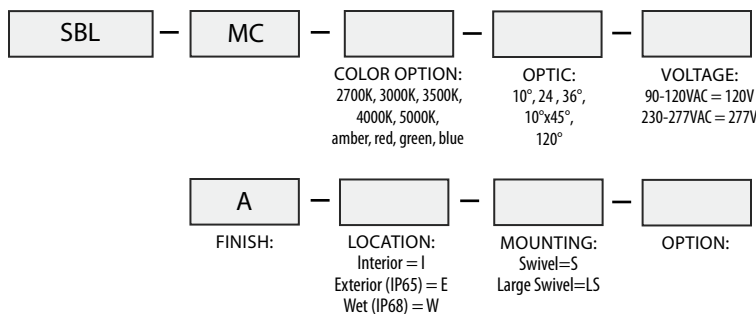 SBL – MC – – –
COLOR OPTION:
2700K, 3000K, 3500K,
4000K, 5000K,
amber, red, green, blue
OPTIC:
10°, 24 , 36°,
10°x45°,
120°
VOLTAGE:
90-120VAC = 120V
230-277VAC = 277V
A – – –
FINISH:
LOCATION:
Interior = I
Exterior (IP65) = E
Wet (IP68) = W
MOUNTING:
Swivel=S
Large Swivel=LS
OPTION: